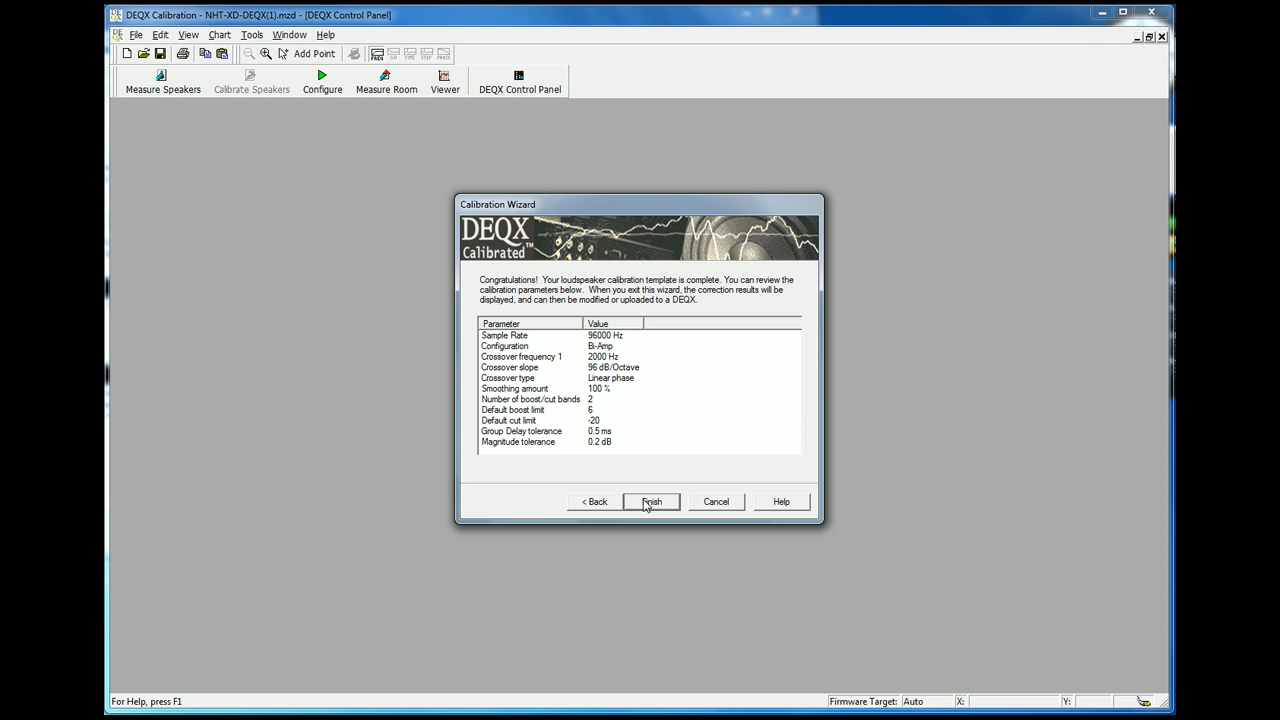 DEQX Calibration - NHT-XD-DEQX(1).mzd - [DEQX Control Panel]
File Edit View Chart Tools Window Help
Add Point FREQ
Measure Speakers Calibrate Speakers Configure Measure Room Viewer DEQX Control Panel
Calibration Wizard
DEQX
Calibrated™
Congratulations! Your loudspeaker calibration template is complete. You can review the
calibration parameters below. When you exit this wizard, the correction results will be
displayed, and can then be modified or uploaded to a DEQX.
Parameter Value
Sample Rate 96000 Hz
Configuration Bi-Amp
Crossover frequency 1 2000 Hz
Crossover slope 96 dB/Octave
Crossover type Linear phase
Smoothing amount 100 %
Number of boost/cut bands 2
Default boost limit 6
Default cut limit -20
Group Delay tolerance 0.5 ms
Magnitude tolerance 0.2 dB
< Back Finish Cancel Help
For Help, press F1 Firmware Target: Auto X: Y: